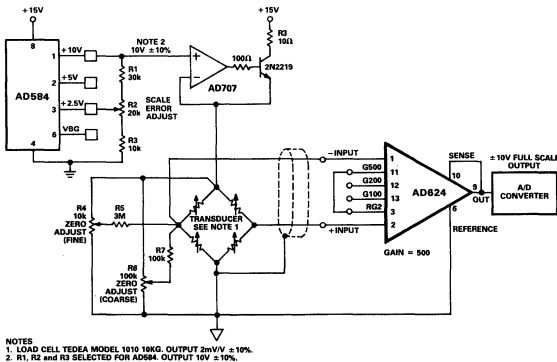 +15V
+15V
R3
10Ω
8
+10V
1
NOTE 2
10V ±10%
100Ω
2N2219
R1
30k
+
−
AD707
+5V
2
AD584
+2.5V
3
R2
20k
SCALE
ERROR
ADJUST
VBG
6
R3
10k
4
−INPUT
1
SENSE
10
±10V FULL SCALE
OUTPUT
G500
11
G200
12
G100
13
RG2
3
AD624
9
OUT
A/D
CONVERTER
6
+INPUT
2
REFERENCE
GAIN = 500
R4
10k
ZERO
ADJUST
(FINE)
R5
3M
TRANSDUCER
SEE NOTE 1
R7
100k
R6
100k
ZERO
ADJUST
(COARSE)
NOTES
1. LOAD CELL TEDEA MODEL 1010 10KG. OUTPUT 2mV/V ±10%.
2. R1, R2 and R3 SELECTED FOR AD584. OUTPUT 10V ±10%.